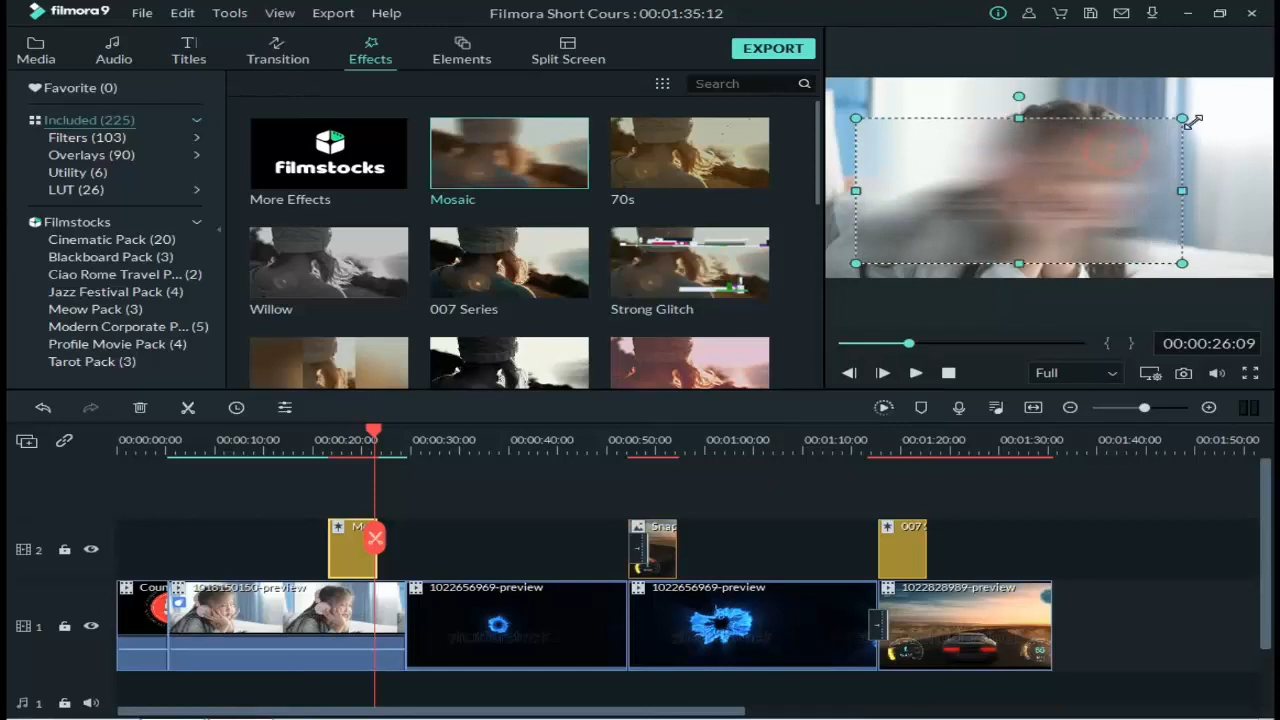 filmora 9
File Edit Tools View Export Help
Filmora Short Cours : 00:01:35:12
Media
Audio
Titles
Transition
Effects
Elements
Split Screen
EXPORT
Favorite (0)
Included (225)
Filters (103)
Overlays (90)
Utility (6)
LUT (26)
Filmstocks
Cinematic Pack (20)
Blackboard Pack (3)
Ciao Rome Travel P... (2)
Jazz Festival Pack (4)
Meow Pack (3)
Modern Corporate P... (5)
Profile Movie Pack (4)
Tarot Pack (3)
Search
filmstocks
More Effects
Mosaic
70s
Willow
007 Series
Strong Glitch
{ }
00:00:26:09
Full
00:00:00:00 00:00:10:00 00:00:20:00 00:00:30:00 00:00:40:00 00:00:50:00 00:01:00:00 00:01:10:00 00:01:20:00 00:01:30:00 00:01:40:00 00:01:50:00
2
Snap
007
Coun
1018150150-preview
1022656969-preview
1022656969-preview
1022828989-preview
1
1